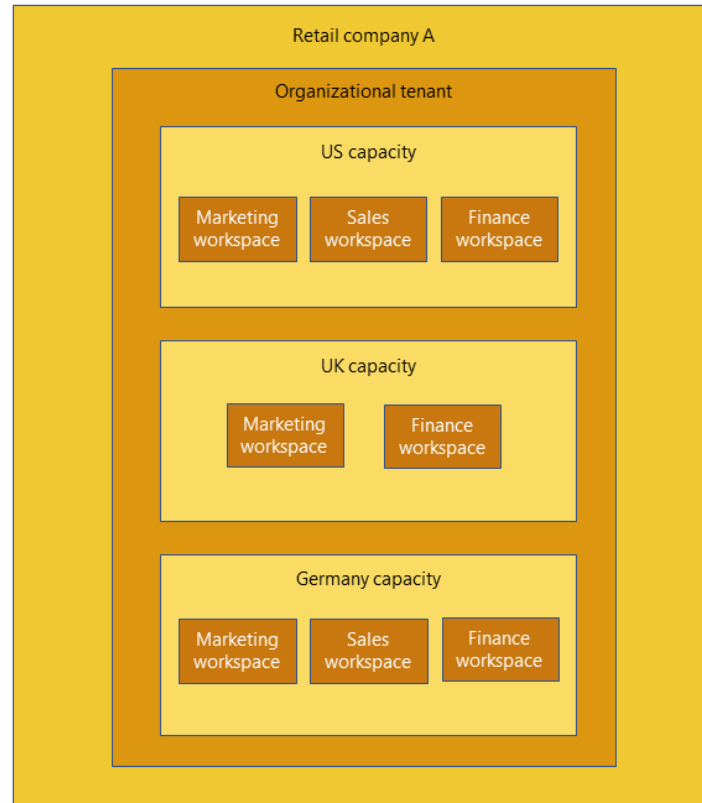 Retail company A
Organizational tenant
US capacity
Marketing
workspace
Sales
workspace
Finance
workspace
UK capacity
Marketing
workspace
Finance
workspace
Germany capacity
Marketing
workspace
Sales
workspace
Finance
workspace